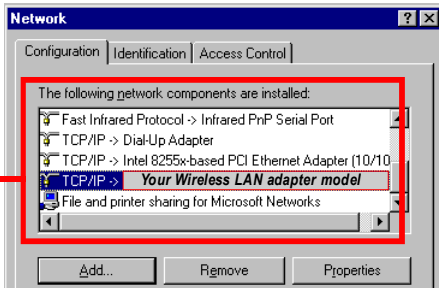 Network
Configuration Identification Access Control
The following network components are installed:
Fast Infrared Protocol -> Infrared PnP Serial Port
TCP/IP -> Dial-Up Adapter
TCP/IP -> Intel 8255x-based PCI Ethernet Adapter (10/10
TCP/IP -> Your Wireless LAN adapter model
File and printer sharing for Microsoft Networks
Add... Remove Properties